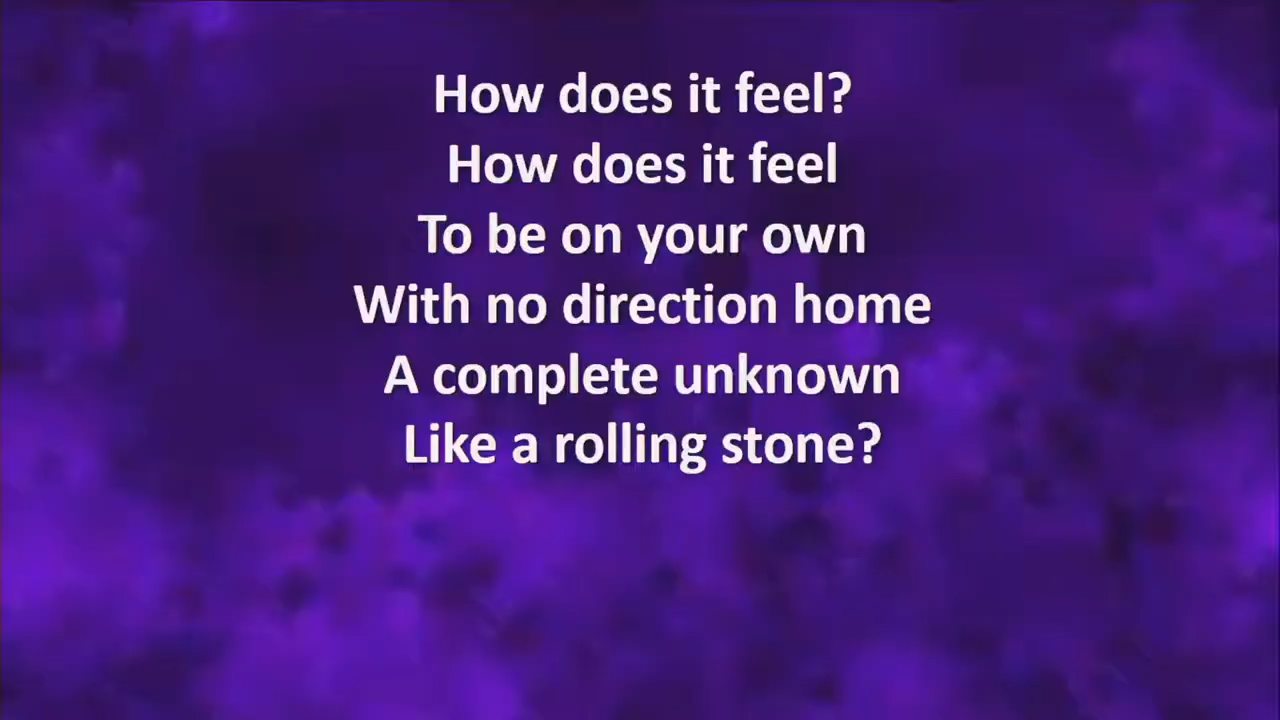 How does it feel?
How does it feel
To be on your own
With no direction home
A complete unknown
Like a rolling stone?